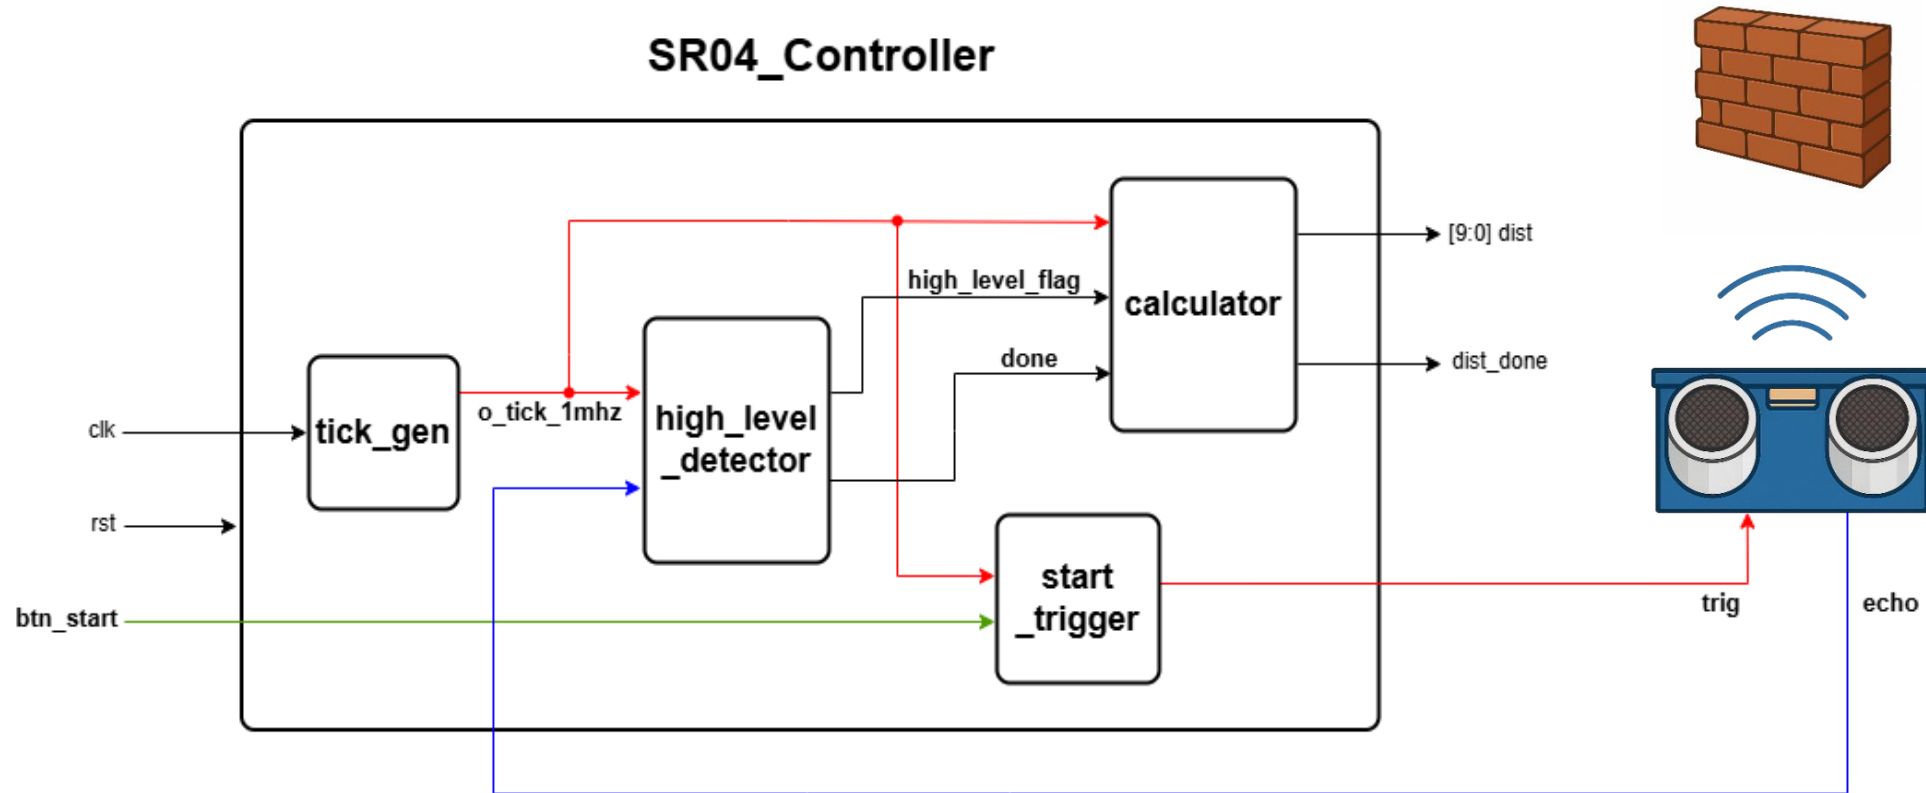 SR04_Controller
[9:0] dist
high_level_flag
calculator
done
dist_done
o_tick_1mhz
clk
tick_gen
high_level
_detector
rst
start
_trigger
btn_start
trig
echo